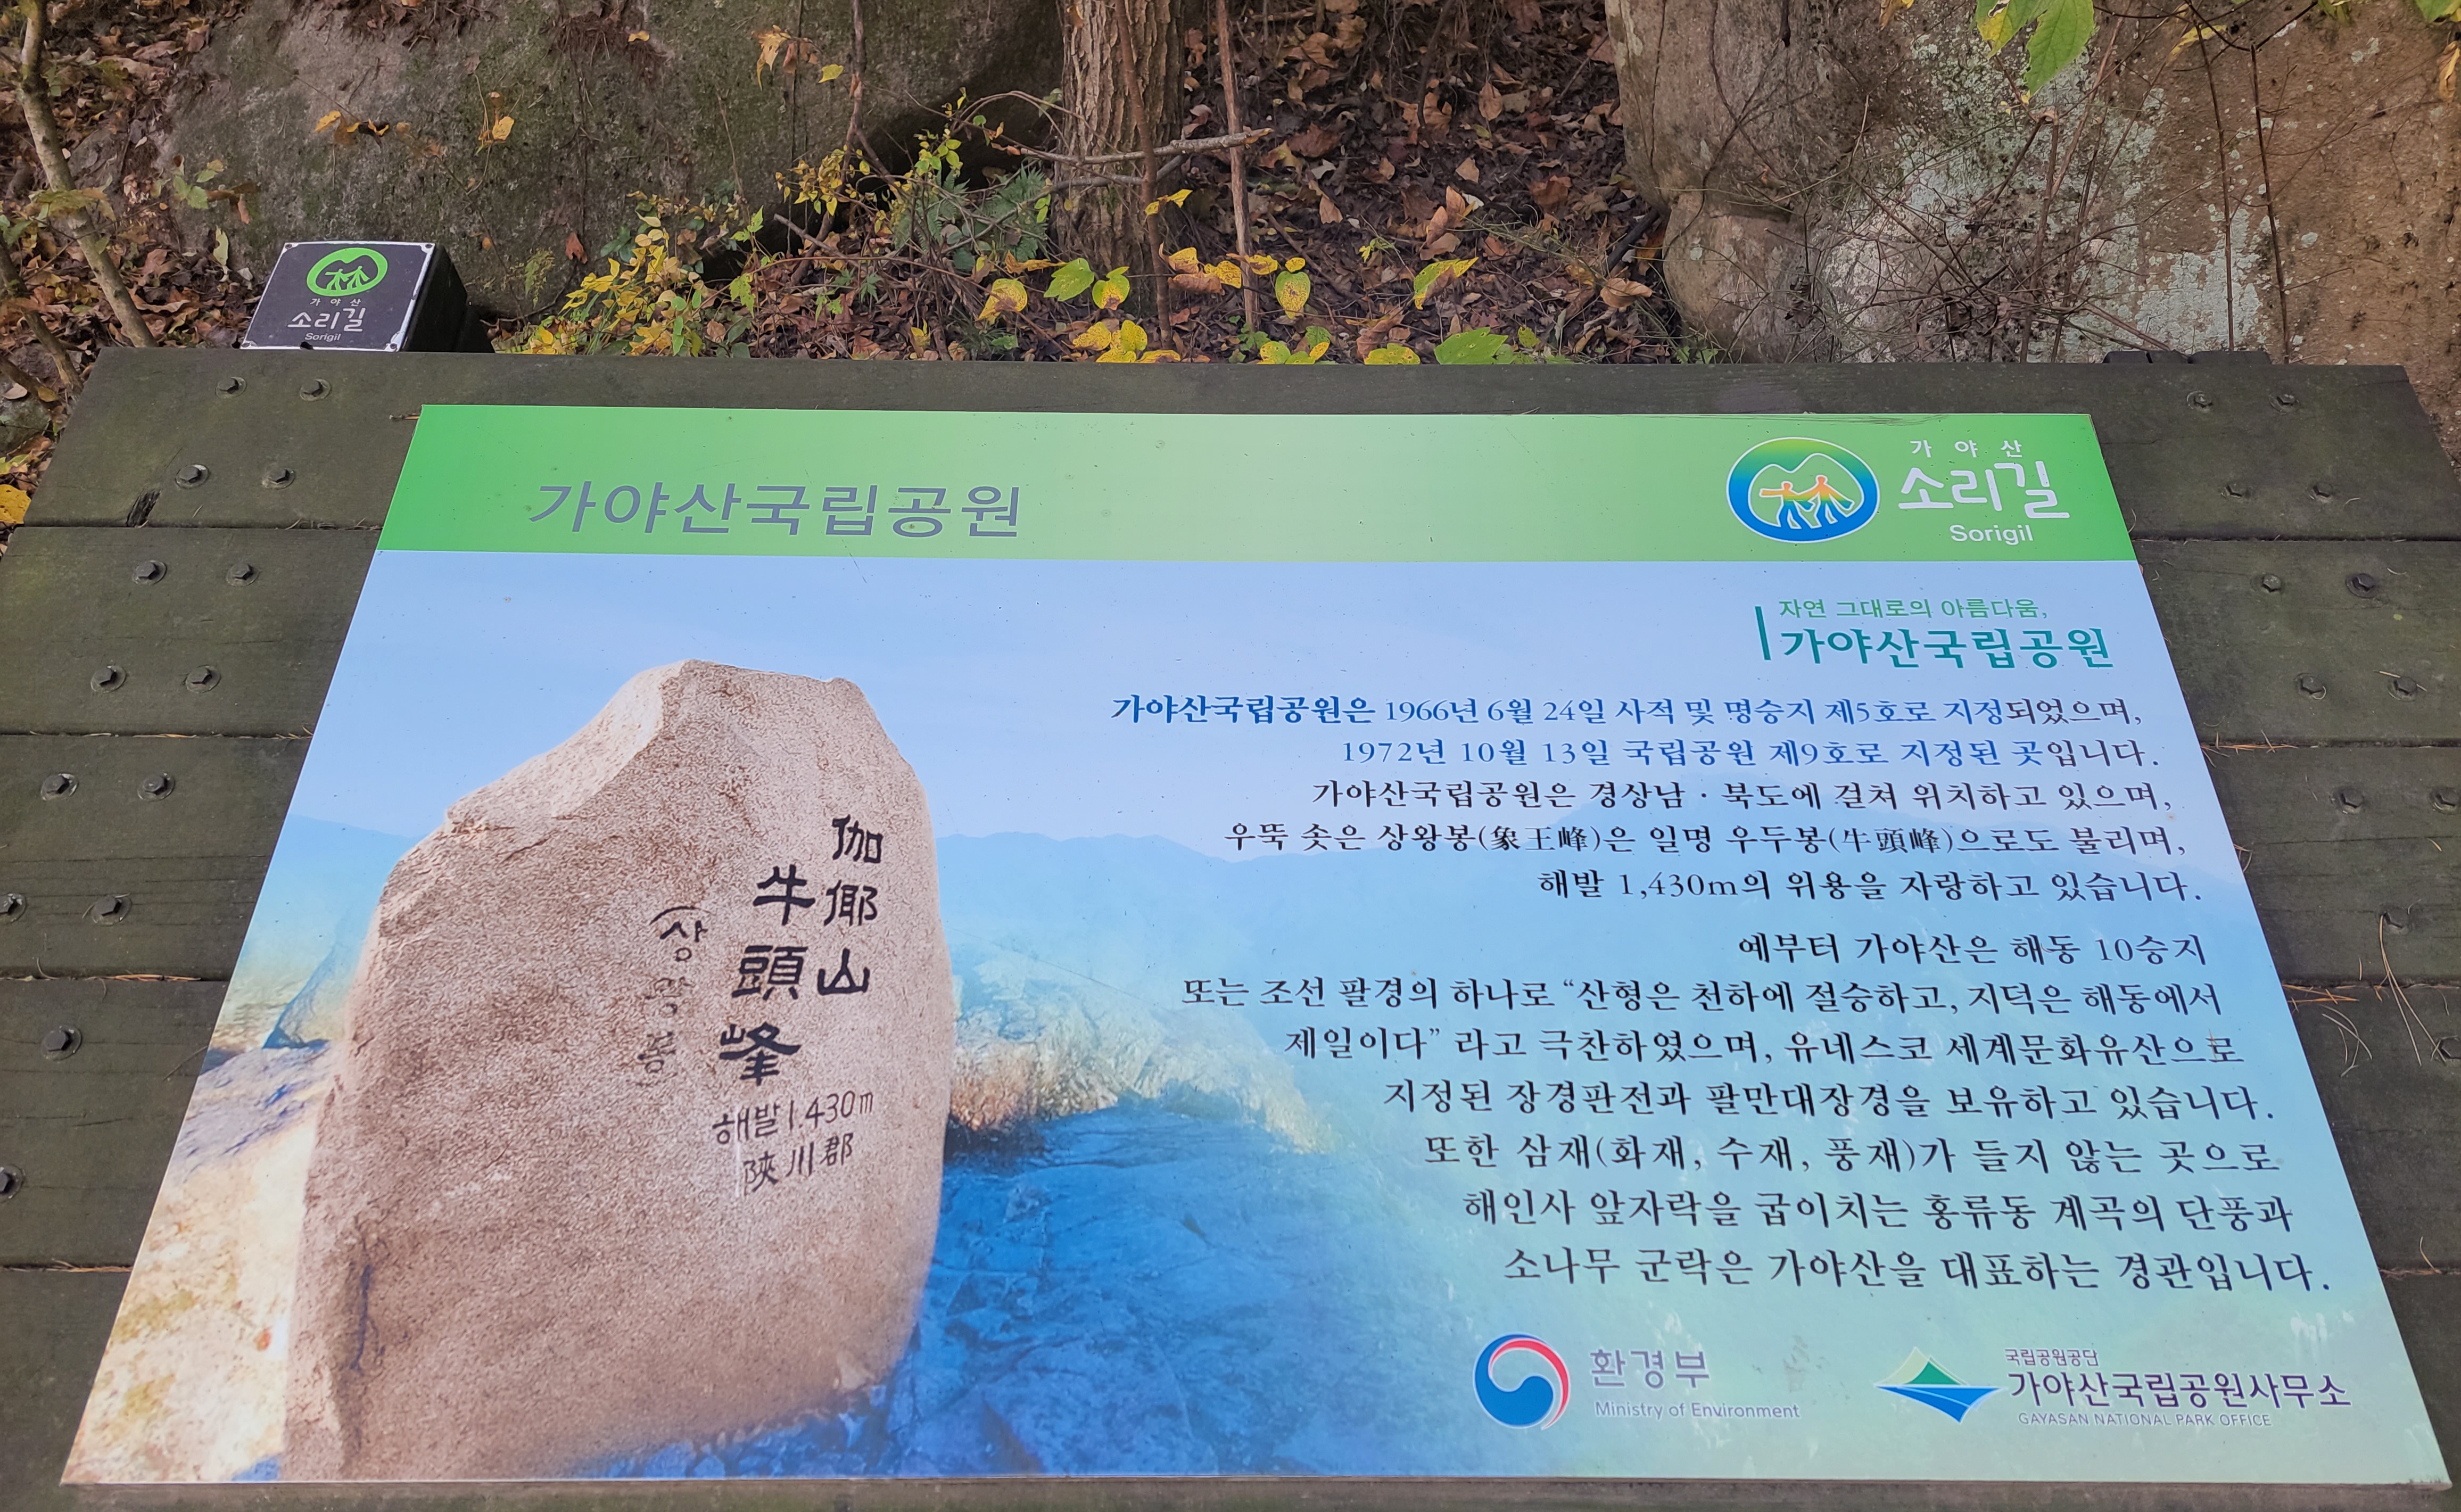 가 야 산
소리길
Sorigil
가야산국립공원
가 야 산
소리길
Sorigil
자연 그대로의 아름다움,
가야산국립공원
가야산국립공원은 1966년 6월 24일 사적 및 명승지 제5호로 지정되었으며,
1972년 10월 13일 국립공원 제9호로 지정된 곳입니다.
가야산국립공원은 경상남·북도에 걸쳐 위치하고 있으며,
우뚝 솟은 상왕봉(象王峰)은 일명 우두봉(牛頭峰)으로도 불리며,
해발 1,430m의 위용을 자랑하고 있습니다.
예부터 가야산은 해동 10승지
또는 조선 팔경의 하나로 “산형은 천하에 절승하고, 지덕은 해동에서
제일이다” 라고 극찬하였으며, 유네스코 세계문화유산으로
지정된 장경판전과 팔만대장경을 보유하고 있습니다.
또한 삼재(화재, 수재, 풍재)가 들지 않는 곳으로
해인사 앞자락을 굽이치는 홍류동 계곡의 단풍과
소나무 군락은 가야산을 대표하는 경관입니다.
伽倻山
牛頭峰
(상왕봉
해발1.430m
陜川郡
환경부
Ministry of Environment
국립공원공단
가야산국립공원사무소
GAYASAN NATIONAL PARK OFFICE